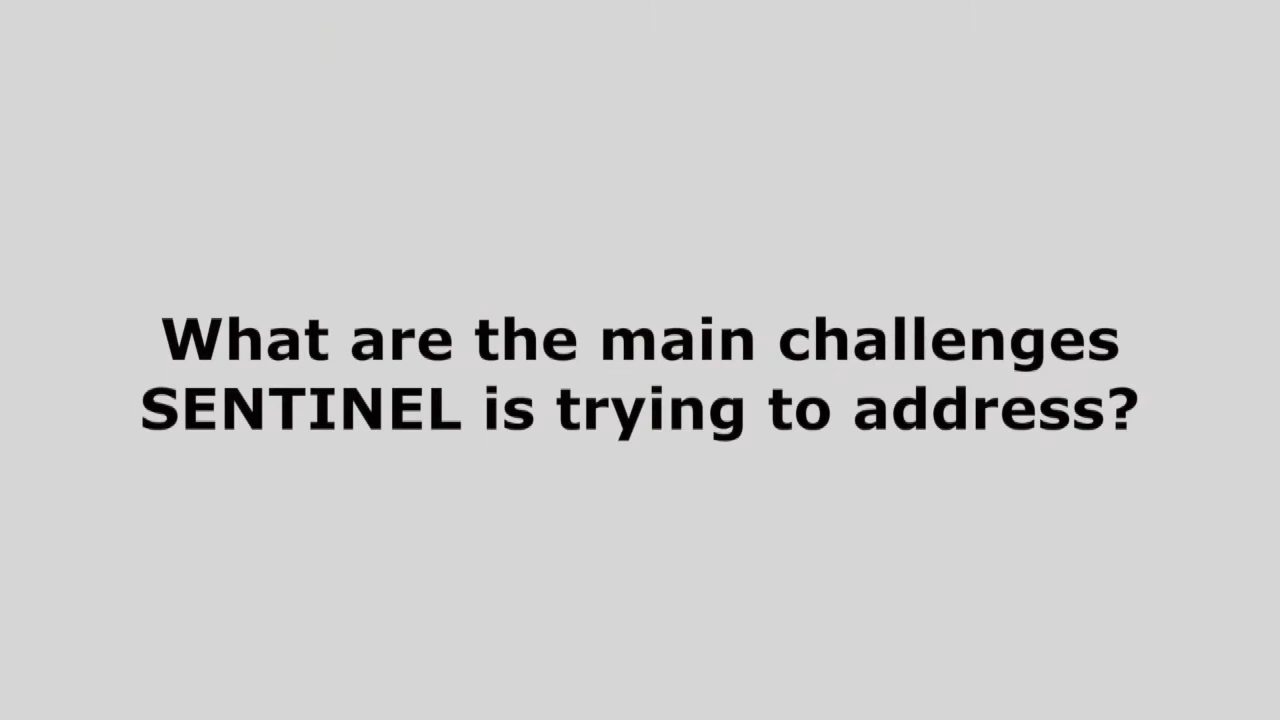 What are the main challenges
SENTINEL is trying to address?